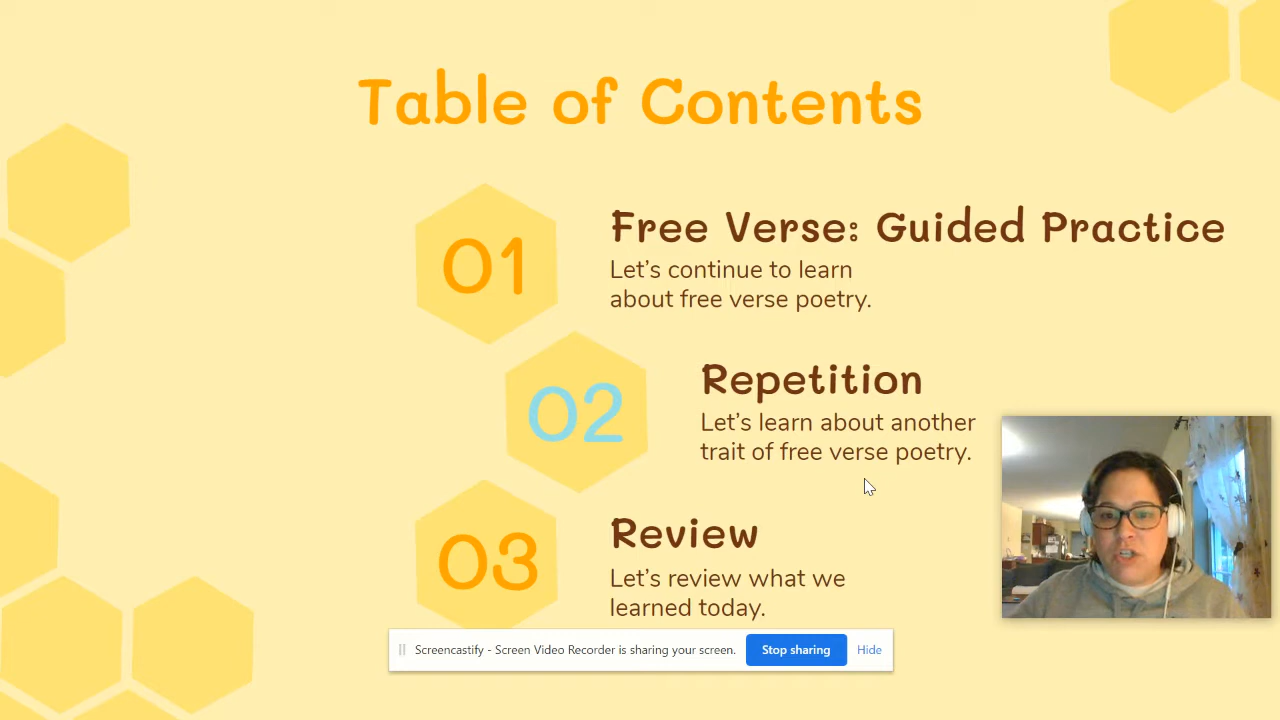 Table of Contents
01
Free Verse: Guided Practice
Let's continue to learn
about free verse poetry.
02
Repetition
Let's learn about another
trait of free verse poetry.
03
Review
Let's review what we
learned today.
Screencastify - Screen Video Recorder is sharing your screen.
Stop sharing
Hide